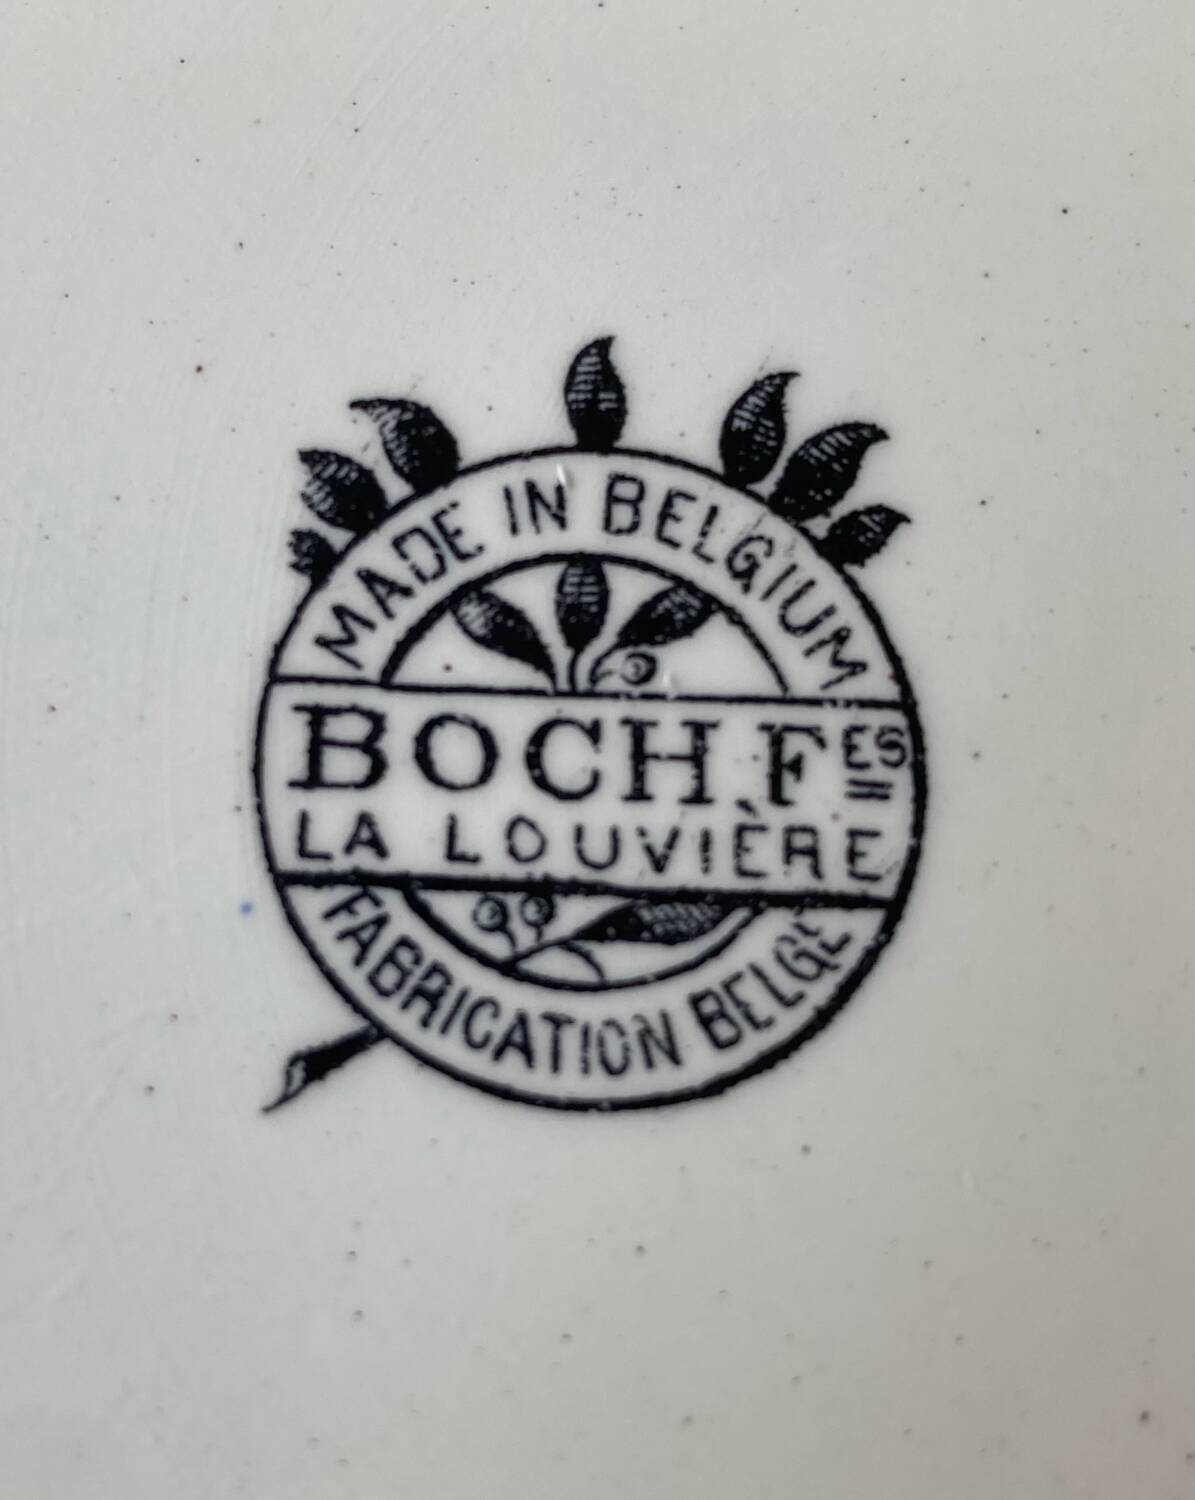 MADE IN BELGIUM
BOCH FES
LA LOUVIÈRE
FABRICATION BELGE